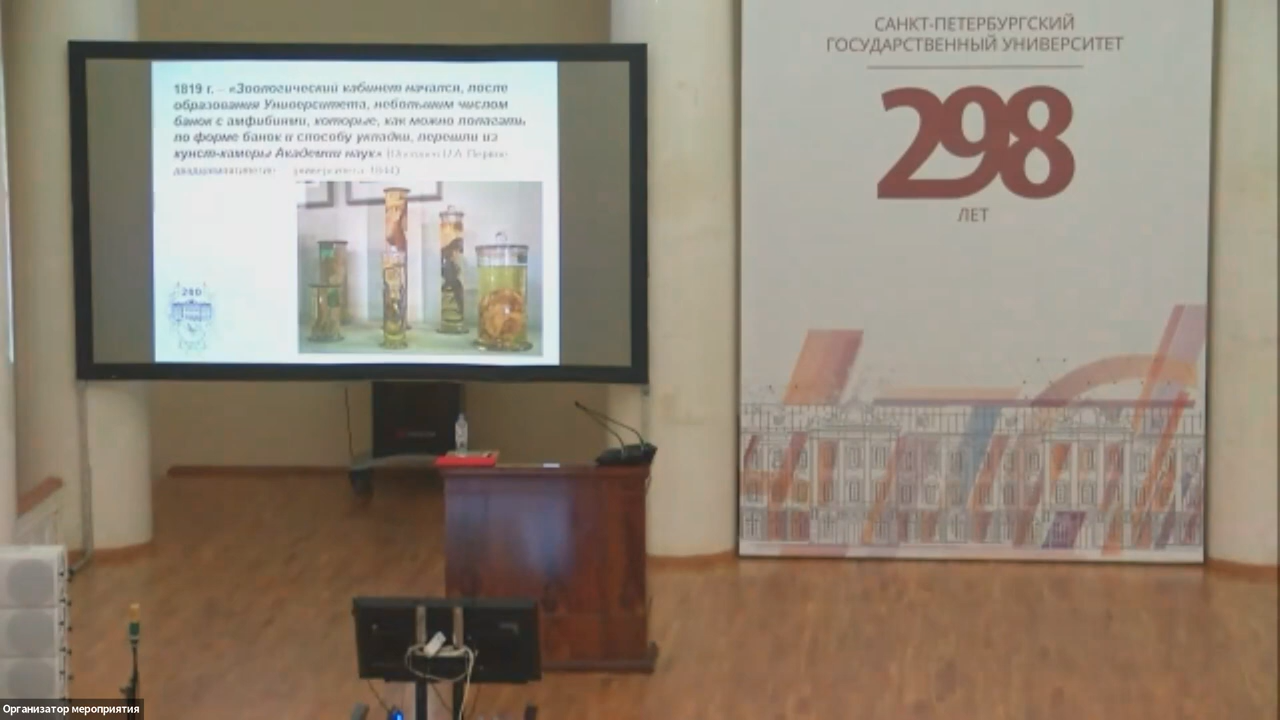 1819 г. – «Зоологический кабинет начался, после
образования Университета, небольшим числом
банок с амфибиями, которые, как можно полагать
по форме банок и способу укладки, перешли из
кунст-камеры Академии наук»
САНКТ-ПЕТЕРБУРГСКИЙ
ГОСУДАРСТВЕННЫЙ УНИВЕРСИТЕТ
298
ЛЕТ
Организатор мероприятия